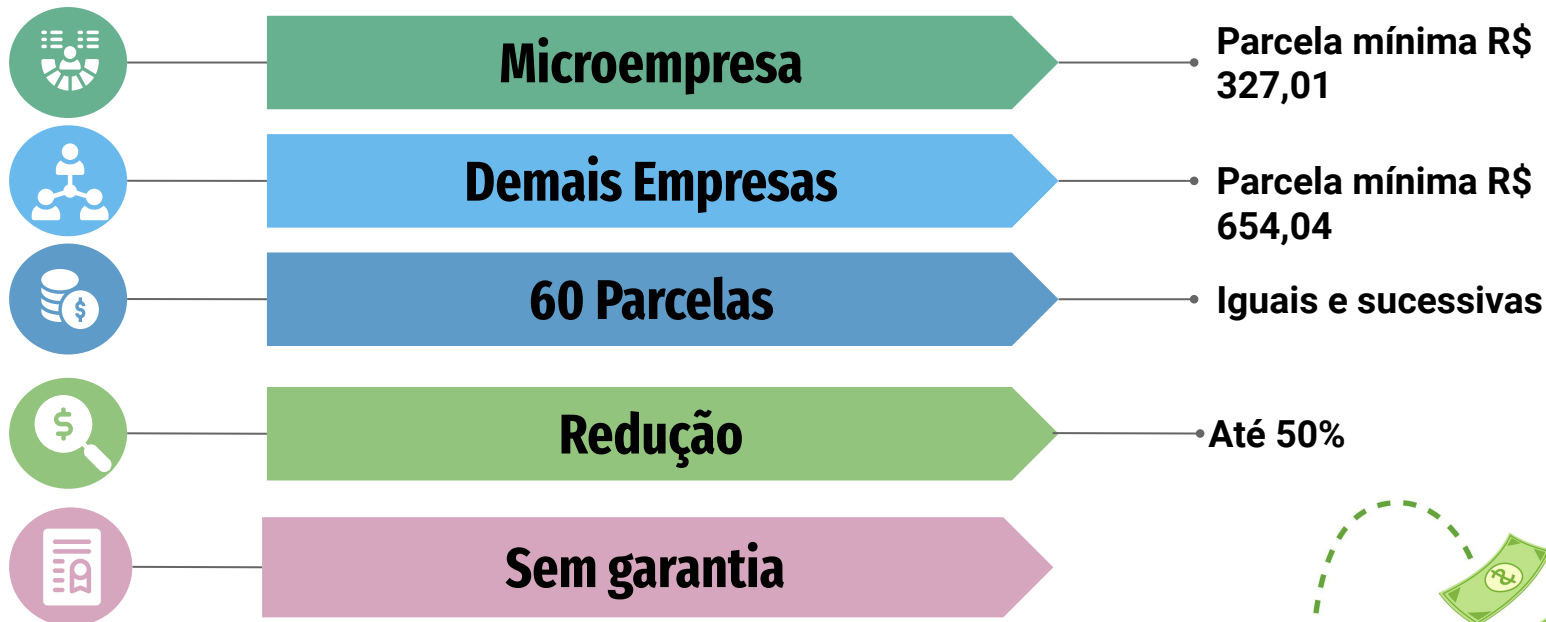 Microempresa
Parcela mínima R$
327,01
Demais Empresas
Parcela mínima R$
654,04
60 Parcelas
Iguais e sucessivas
Redução
Até 50%
Sem garantia